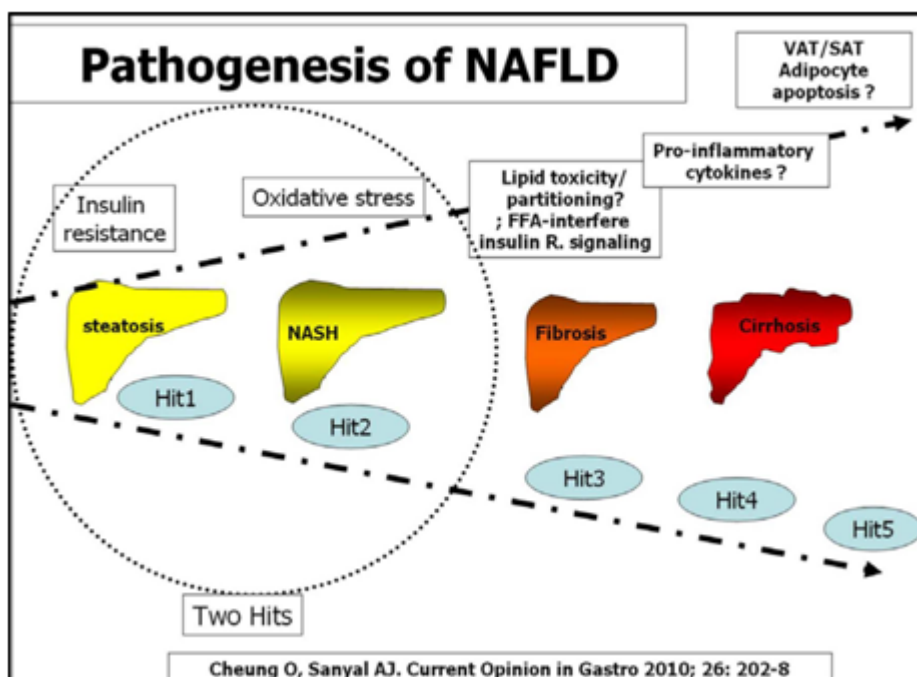 Pathogenesis of NAFLD
VAT/SAT
Adipocyte
apoptosis ?
Pro-inflammatory
cytokines ?
Lipid toxicity/
partitioning?
; FFA-interfere
insulin R. signaling
Oxidative stress
Insulin
resistance
steatosis
NASH
Fibrosis
Cirrhosis
Hit1
Hit2
Hit3
Hit4
Hit5
Two Hits
Cheung O, Sanyal AJ. Current Opinion in Gastro 2010; 26: 202-8